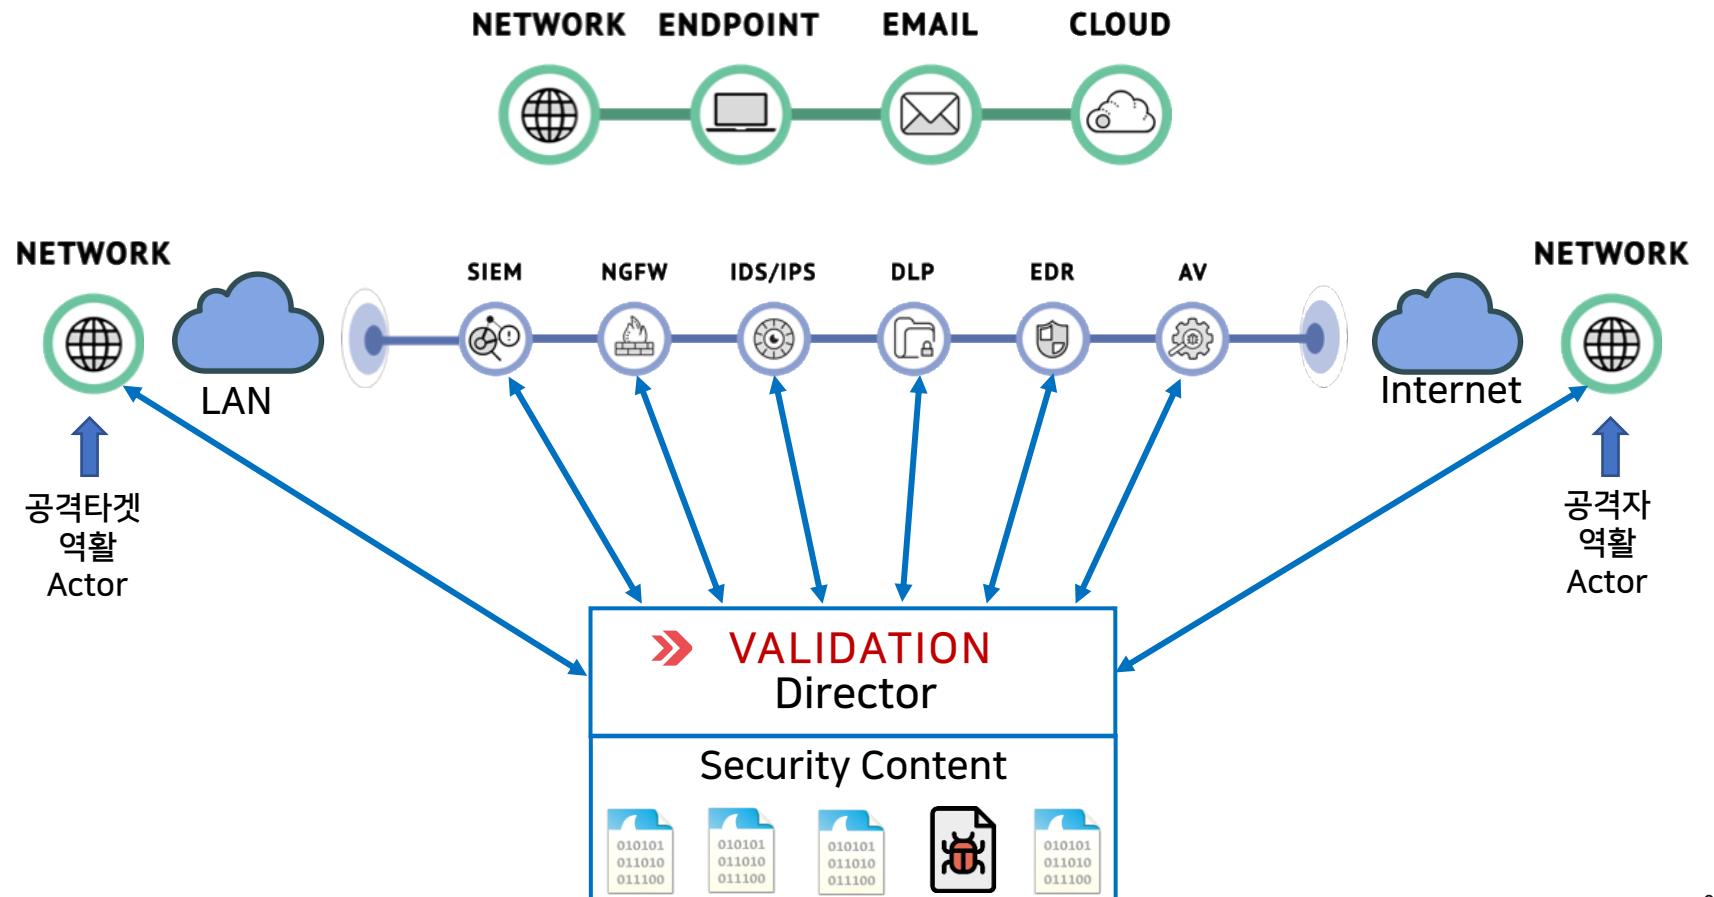 NETWORK ENDPOINT EMAIL CLOUD
NETWORK
SIEM NGFW IDS/IPS DLP EDR AV
NETWORK
LAN
Internet
공격타겟
역활
Actor
공격자
역활
Actor
VALIDATION
Director
Security Content
010101
011010
011100
010101
011010
011100
010101
011010
011100
010101
011010
011100